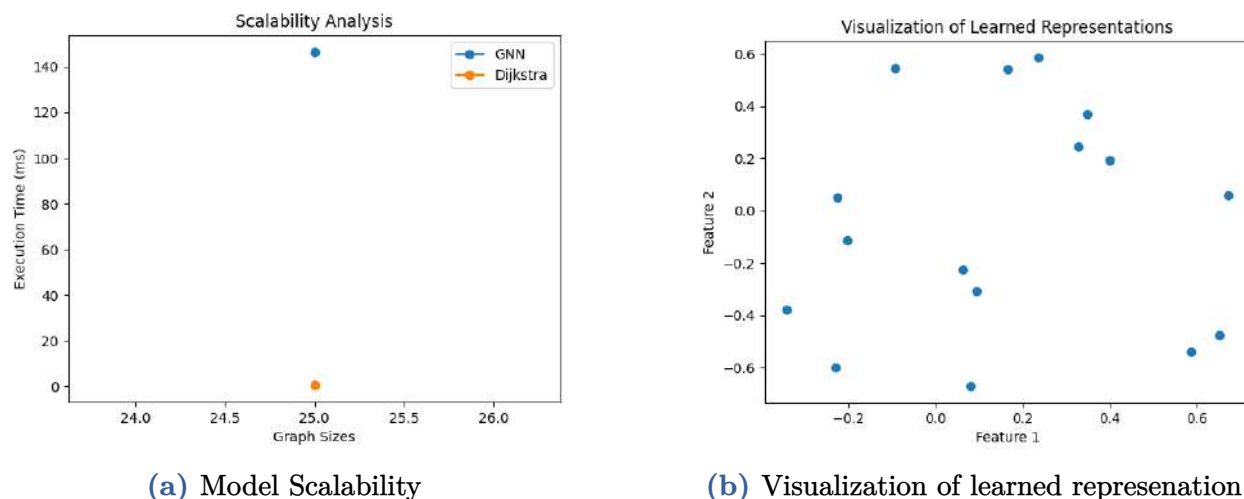 Scalability Analysis
GNN
Dijkstra
Execution Time (ms)
140
120
100
80
60
40
20
0
24.0 24.5 25.0 25.5 26.0
Graph Sizes
(a) Model Scalability
Visualization of Learned Representations
Feature 2
0.6
0.4
0.2
0.0
−0.2
−0.4
−0.6
−0.2 0.0 0.2 0.4 0.6
Feature 1
(b) Visualization of learned represenation